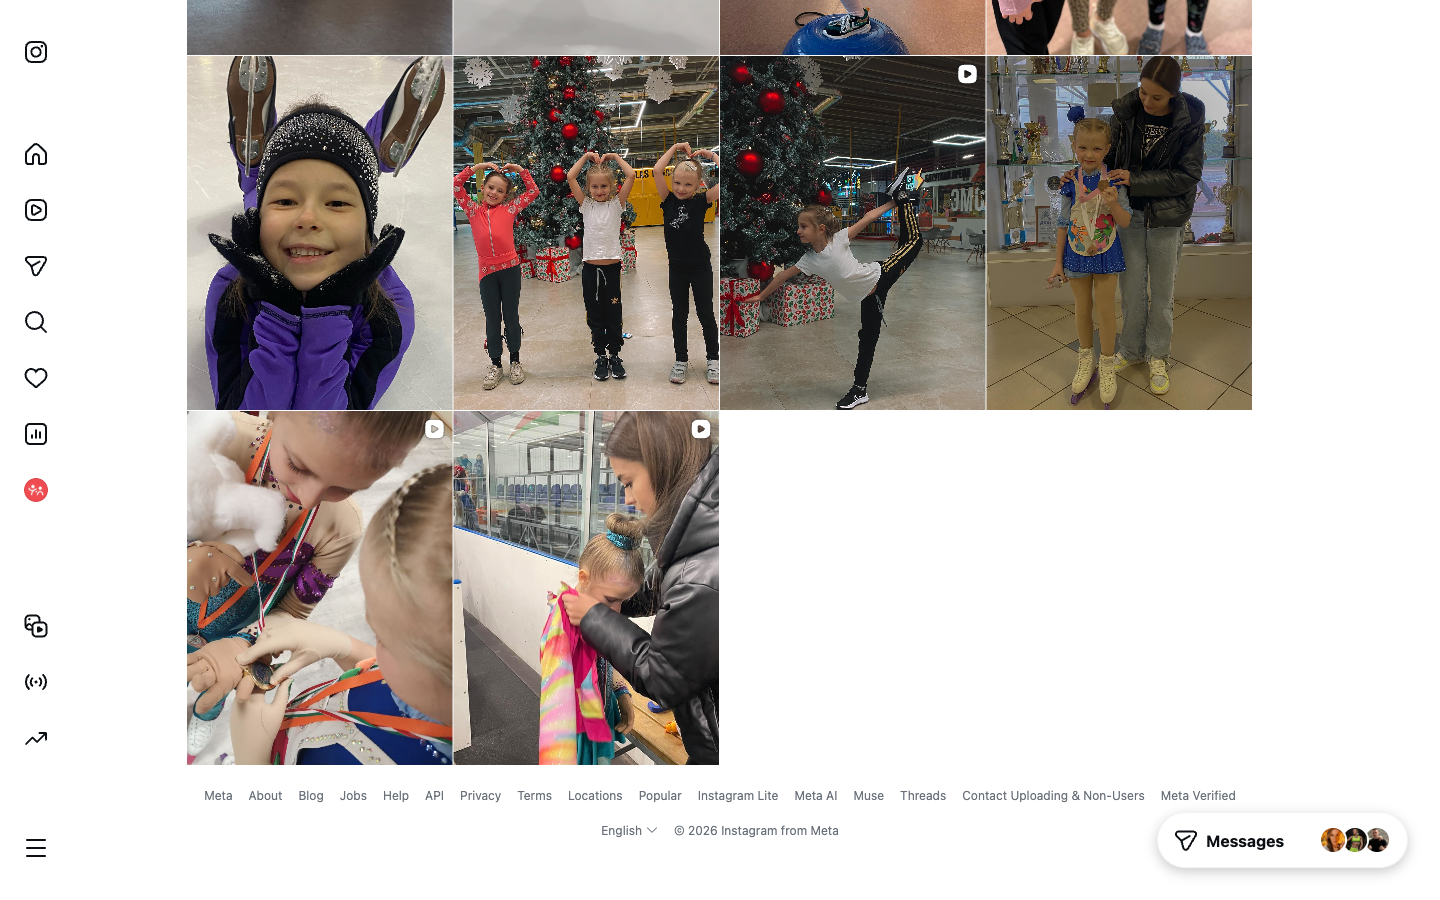 Meta About Blog Jobs Help API Privacy Terms Locations Popular Instagram Lite Meta AI Muse Threads Contact Uploading & Non-Users Meta Verified
English © 2026 Instagram from Meta
Messages